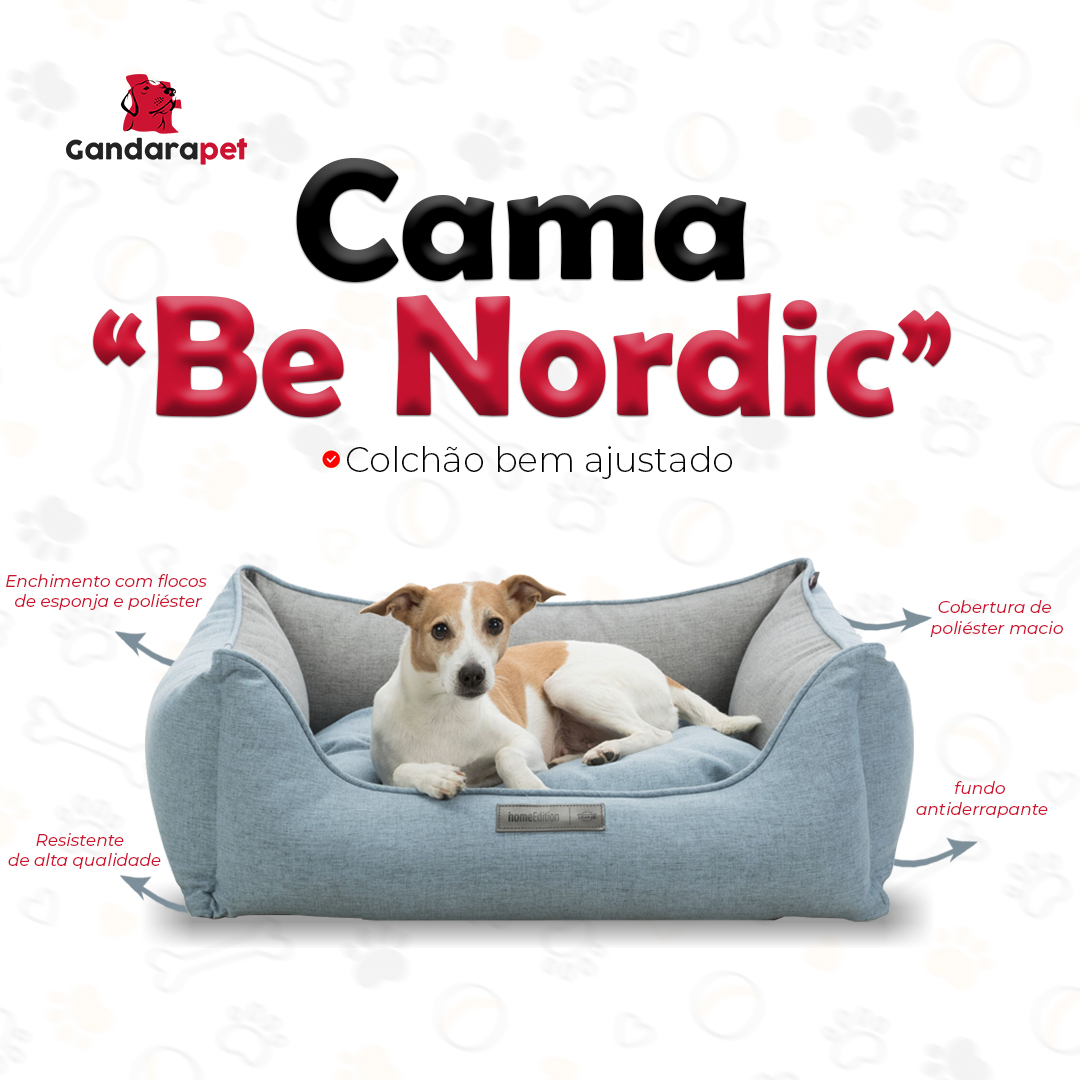 Gandarapet
Cama
“Be Nordic”
Colchão bem ajustado
Enchimento com flocos
de esponja e poliéster
Cobertura de
poliéster macio
fundo
antiderrapante
homeEdition
Resistente
de alta qualidade